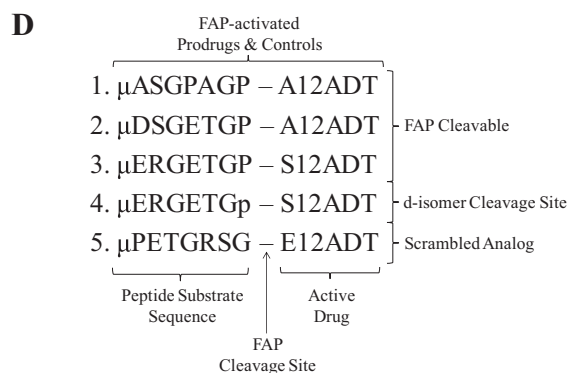 D
FAP-activated
Prodrugs & Controls
1. μASGPAGP – A12ADT
2. μDSGETGP – A12ADT
3. μERGETGP – S12ADT
FAP Cleavable
4. μERGETGp – S12ADT
d-isomer Cleavage Site
5. μPETGRSG – E12ADT
Scrambled Analog
Peptide Substrate
Sequence
Active
Drug
FAP
Cleavage Site